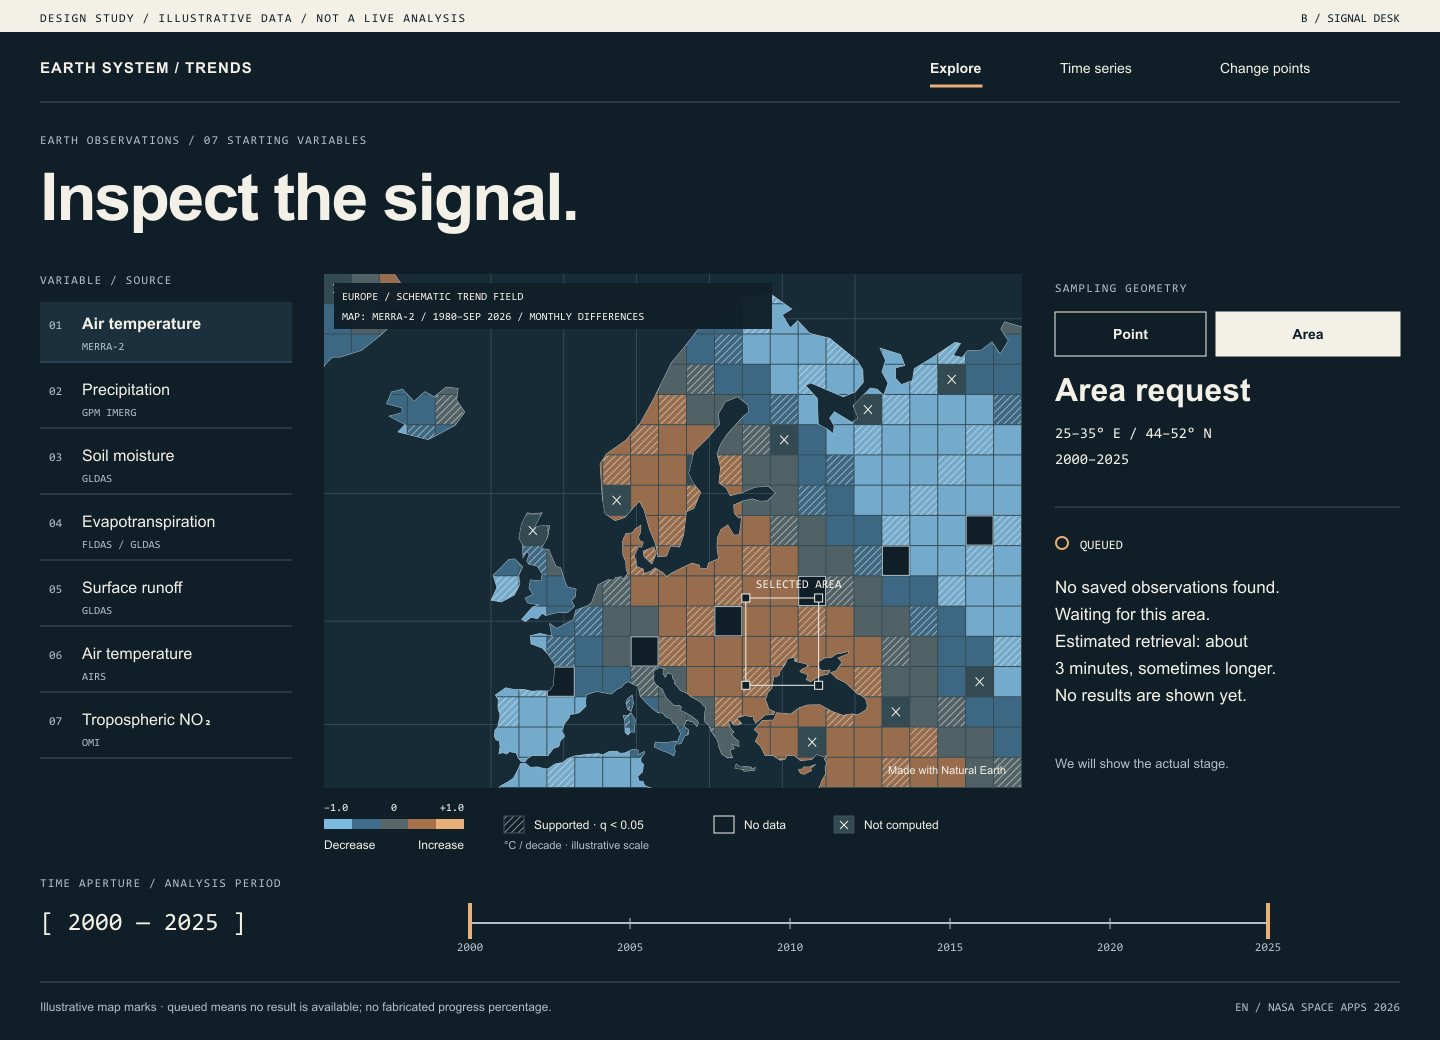 DESIGN STUDY / ILLUSTRATIVE DATA / NOT A LIVE ANALYSIS
B / SIGNAL DESK
EARTH SYSTEM / TRENDS
Explore
Time series
Change points
EARTH OBSERVATIONS / 07 STARTING VARIABLES
Inspect the signal.
VARIABLE / SOURCE
01 Air temperature
MERRA-2
02 Precipitation
GPM IMERG
03 Soil moisture
GLDAS
04 Evapotranspiration
FLDAS / GLDAS
05 Surface runoff
GLDAS
06 Air temperature
AIRS
07 Tropospheric NO₂
OMI
EUROPE / SCHEMATIC TREND FIELD
MAP: MERRA-2 / 1980–SEP 2026 / MONTHLY DIFFERENCES
SELECTED AREA
Made with Natural Earth
−1.0 0 +1.0
Decrease Increase
Supported · q < 0.05
°C / decade · illustrative scale
No data
Not computed
SAMPLING GEOMETRY
Point
Area
Area request
25–35° E / 44–52° N
2000–2025
QUEUED
No saved observations found.
Waiting for this area.
Estimated retrieval: about
3 minutes, sometimes longer.
No results are shown yet.
We will show the actual stage.
TIME APERTURE / ANALYSIS PERIOD
[ 2000 — 2025 ]
2000 2005 2010 2015 2020 2025
Illustrative map marks · queued means no result is available; no fabricated progress percentage.
EN / NASA SPACE APPS 2026